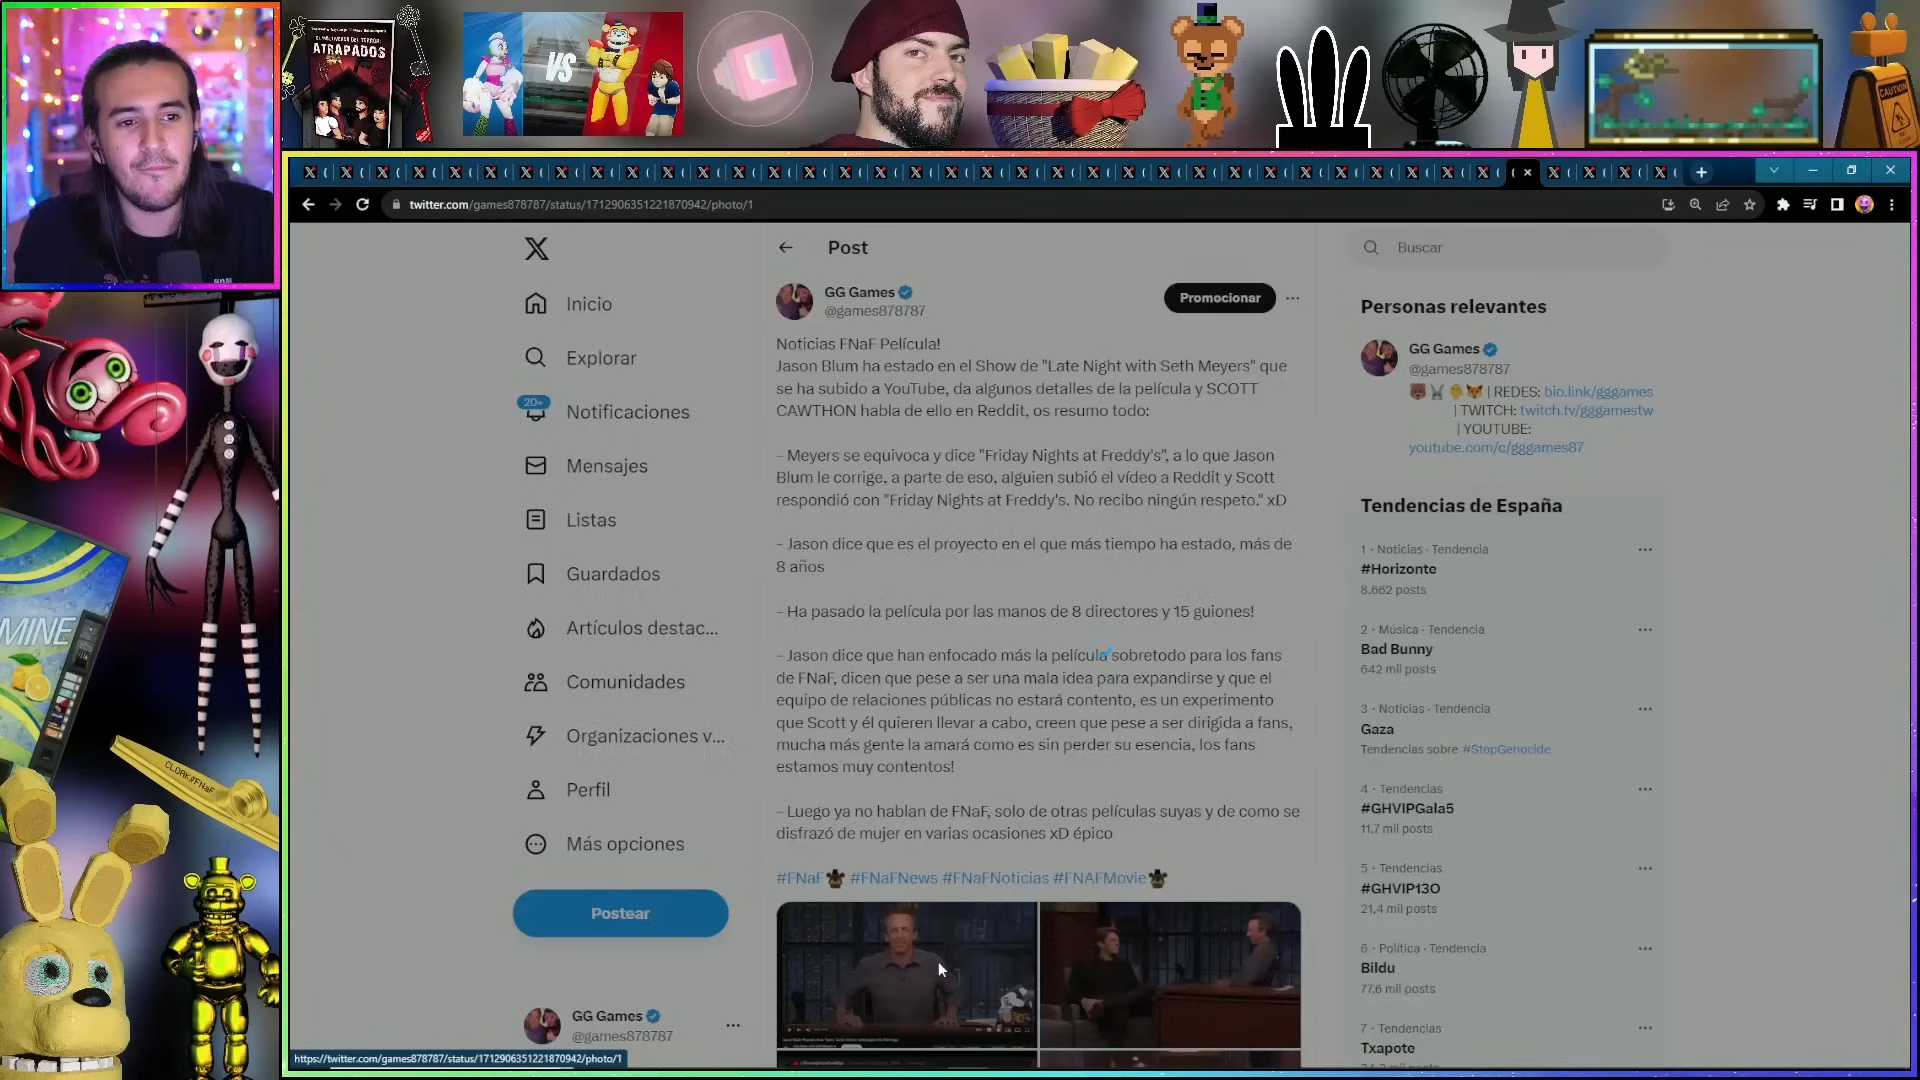 ATRAPADOS
VS
CAUTION
twitter.com/games878787/status/1712906351221870942/photo/1
Post
Buscar
Inicio
Explorar
20+
Notificaciones
Mensajes
Listas
Guardados
Artículos destac...
Comunidades
Organizaciones v...
Perfil
Más opciones
Postear
GG Games
@games878787
GG Games
@games878787
Promocionar
Noticias FNaF Película!
Jason Blum ha estado en el Show de "Late Night with Seth Meyers" que
se ha subido a YouTube, da algunos detalles de la película y SCOTT
CAWTHON habla de ello en Reddit, os resumo todo:
- Meyers se equivoca y dice "Friday Nights at Freddy's", a lo que Jason
Blum le corrige, a parte de eso, alguien subió el vídeo a Reddit y Scott
respondió con "Friday Nights at Freddy's. No recibo ningún respeto." xD
- Jason dice que es el proyecto en el que más tiempo ha estado, más de
8 años
- Ha pasado la película por las manos de 8 directores y 15 guiones!
- Jason dice que han enfocado más la película sobretodo para los fans
de FNaF, dicen que pese a ser una mala idea para expandirse y que el
equipo de relaciones públicas no estará contento, es un experimento
que Scott y él quieren llevar a cabo, creen que pese a ser dirigida a fans,
mucha más gente la amará como es sin perder su esencia, los fans
estamos muy contentos!
- Luego ya no hablan de FNaF, solo de otras películas suyas y de como se
disfrazó de mujer en varias ocasiones xD épico
#FNaF #FNaFNews #FNaFNoticias #FNAFMovie
Personas relevantes
GG Games
@games878787
| REDES: bio.link/gggames
| TWITCH: twitch.tv/gggamestw
| YOUTUBE:
youtube.com/c/gggames87
Tendencias de España
1 · Noticias · Tendencia
#Horizonte
8.662 posts
2 · Música · Tendencia
Bad Bunny
642 mil posts
3 · Noticias · Tendencia
Gaza
Tendencias sobre #StopGenocide
4 · Tendencias
#GHVIPGala5
11,7 mil posts
5 · Tendencias
#GHVIP13O
21,4 mil posts
6 · Política · Tendencia
Bildu
77,6 mil posts
7 · Tendencias
Txapote
https://twitter.com/games878787/status/1712906351221870942/photo/1
MINE
CLORK#FNaF